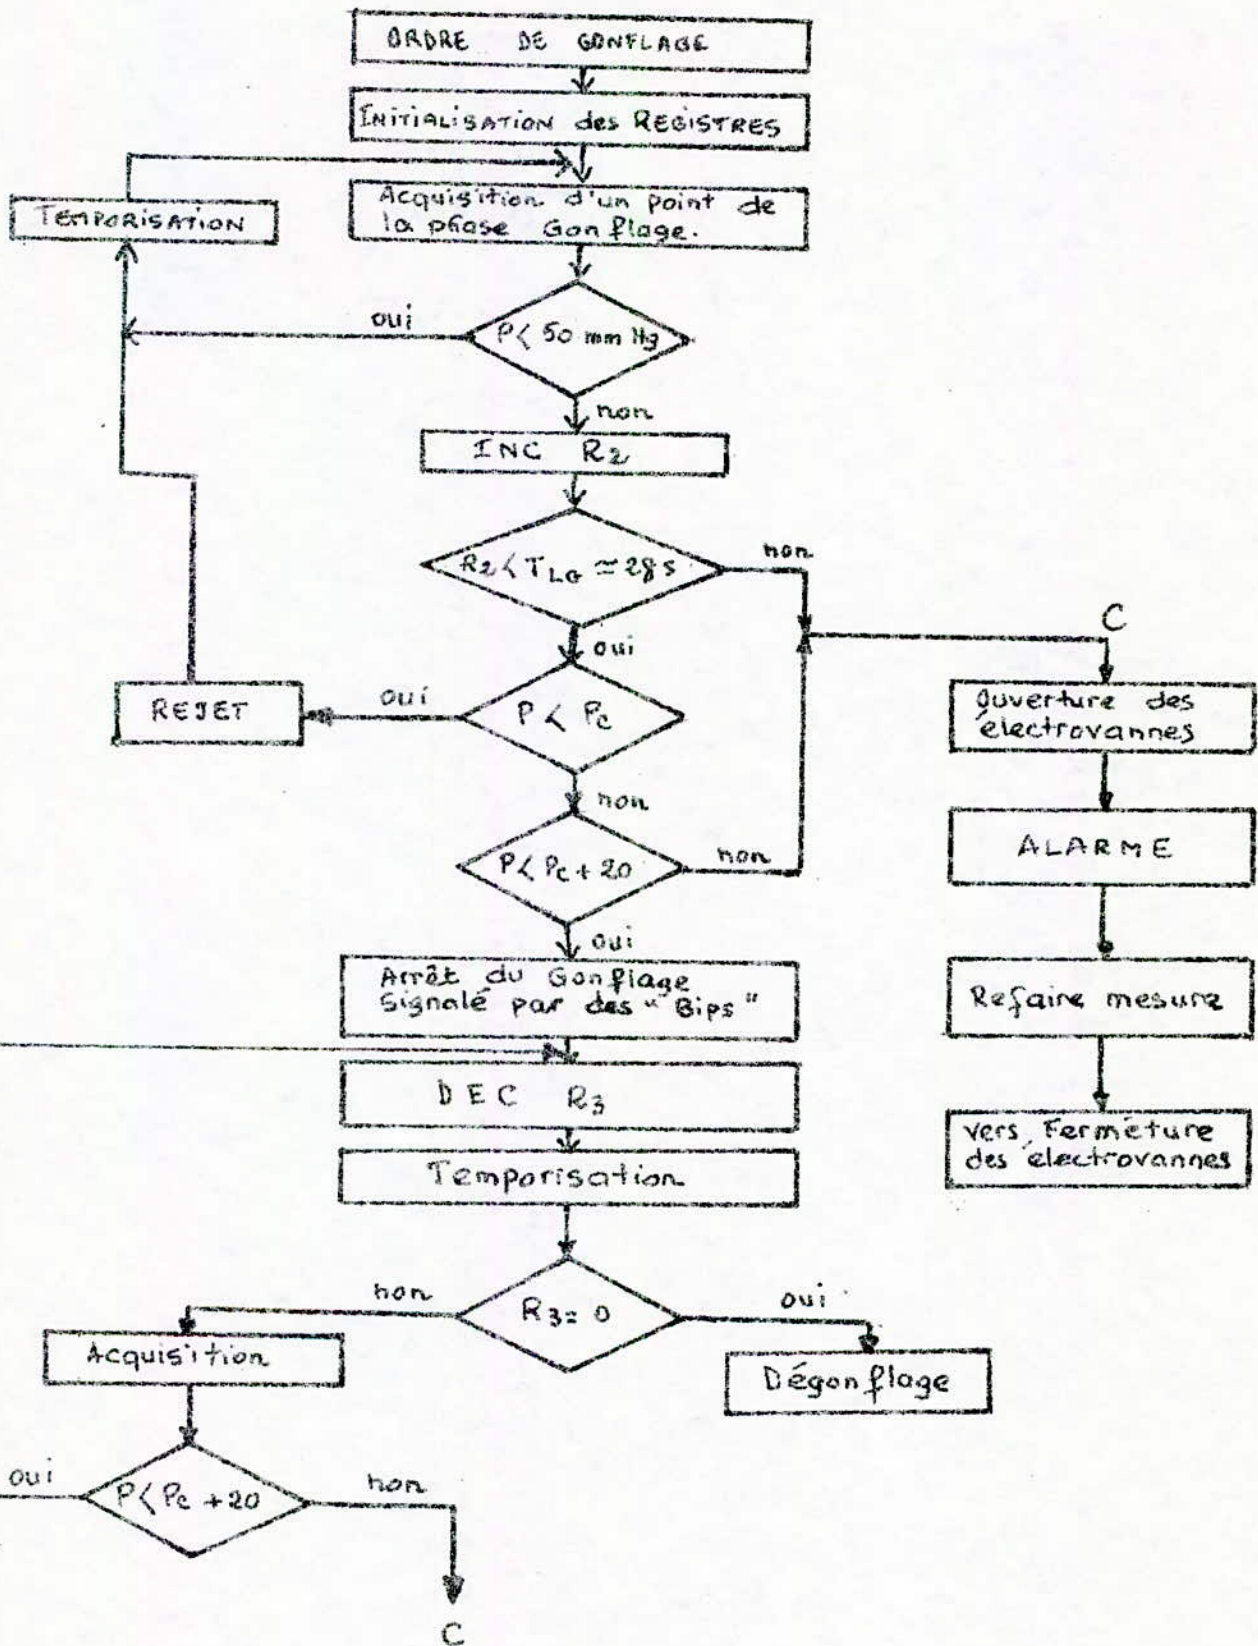 ORDRE DE GONFLAGE
INITIALISATION des REGISTRES
TEMPORISATION
Acquisition d'un point de
la phase Gonflage.
oui
P < 50 mm Hg
non
INC R2
R2 < TLG ≃ 28 s
non
oui
C
REJET
oui
P < Pc
Ouverture des
électrovannes
non
P < Pc + 20
non
ALARME
oui
Arrêt du Gonflage
Signalé par des "Bips"
Refaire mesure
DEC R3
vers Fermeture
des électrovannes
Temporisation
non
R3 = 0
oui
Acquisition
Dégonflage
oui
P < Pc + 20
non
C